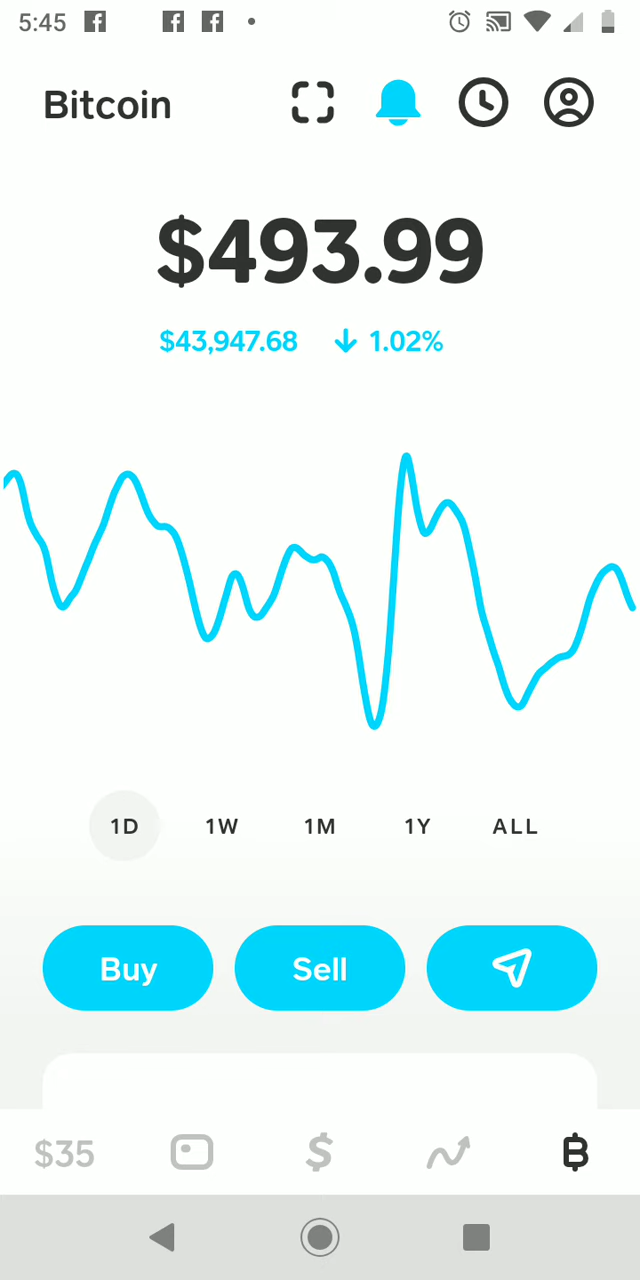 5:45
Bitcoin
$493.99
$43,947.68 ↓ 1.02%
1D 1W 1M 1Y ALL
Buy Sell
$35 $